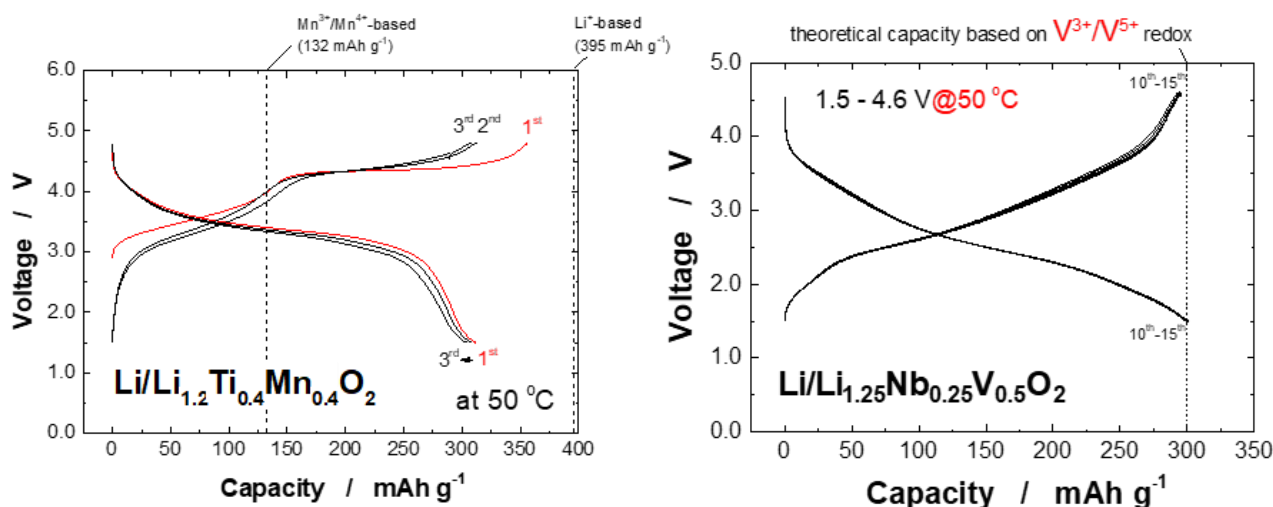 Mn³⁺/Mn⁴⁺-based
(132 mAh g⁻¹)
Li⁺-based
(395 mAh g⁻¹)
6.0
5.0
4.0
3.0
2.0
1.0
0.0
Voltage / V
3ʳᵈ 2ⁿᵈ
1ˢᵗ
3ʳᵈ 1ˢᵗ
Li/Li₁.₂Ti₀.₄Mn₀.₄O₂
at 50 ºC
0 50 100 150 200 250 300 350 400
Capacity / mAh g⁻¹
theoretical capacity based on V³⁺/V⁵⁺ redox
5.0
4.0
3.0
2.0
1.0
0.0
Voltage / V
1.5 - 4.6 V@50 ºC
10ᵗʰ-15ᵗʰ
10ᵗʰ-15ᵗʰ
Li/Li₁.₂₅Nb₀.₂₅V₀.₅O₂
0 50 100 150 200 250 300 350
Capacity / mAh g⁻¹